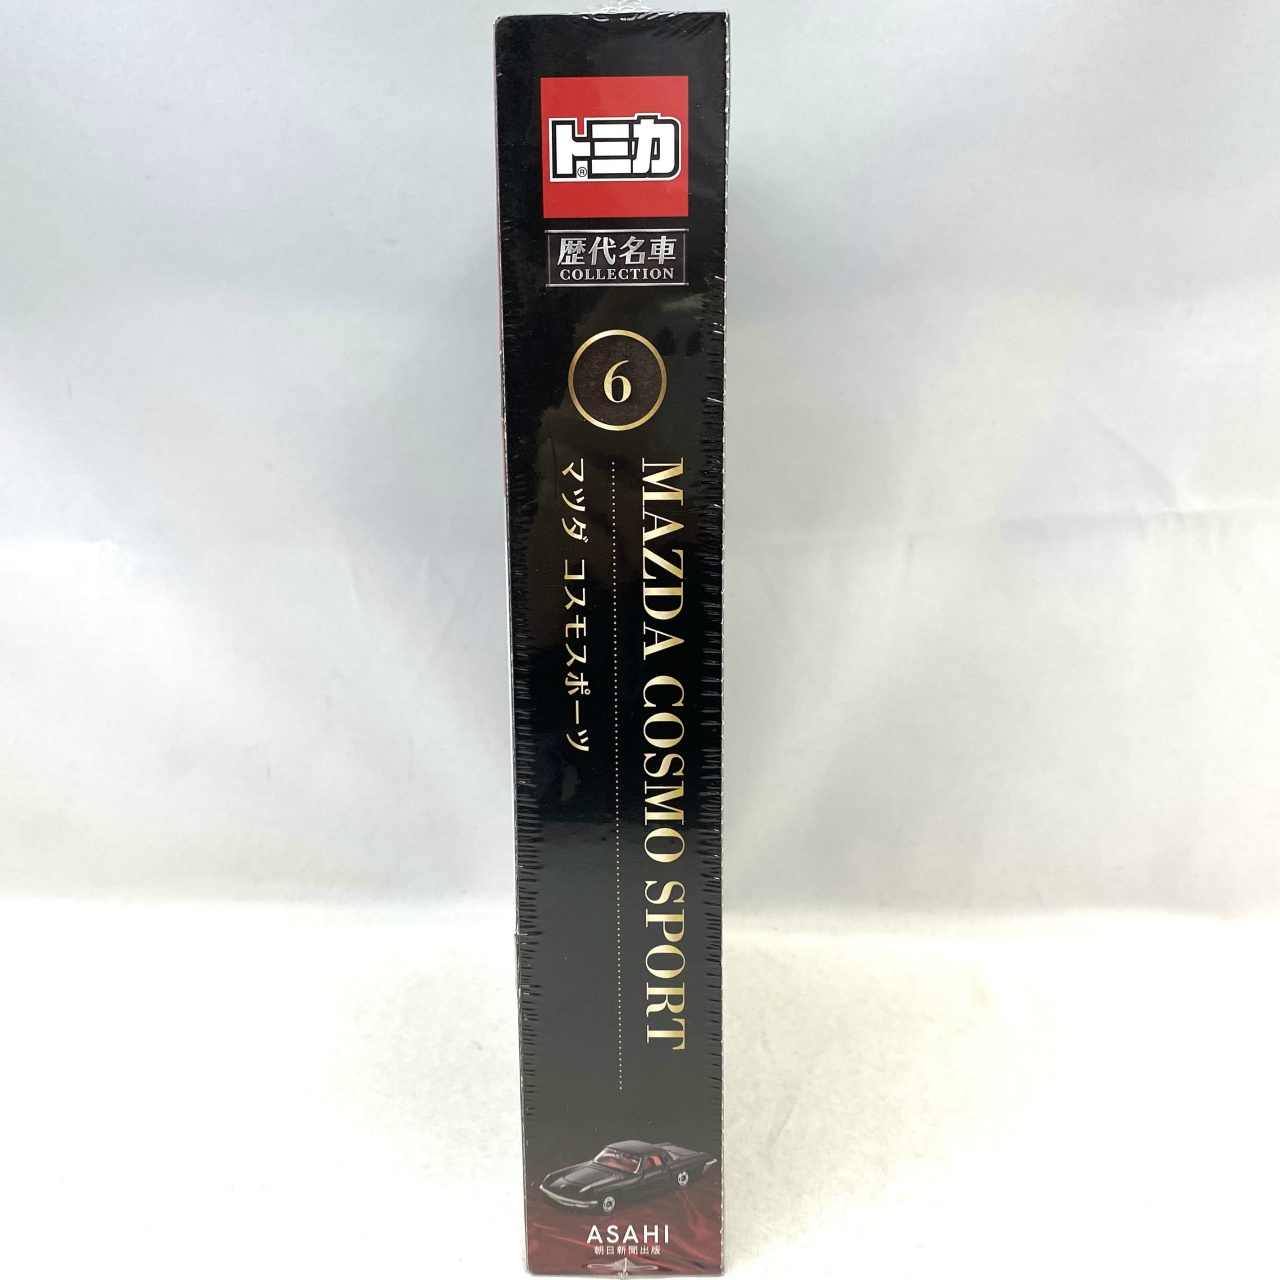 トミカ
®
歴代名車
COLLECTION
6
MAZDA COSMO SPORT
マツダ コスモスポーツ
ASAHI
朝日新聞出版